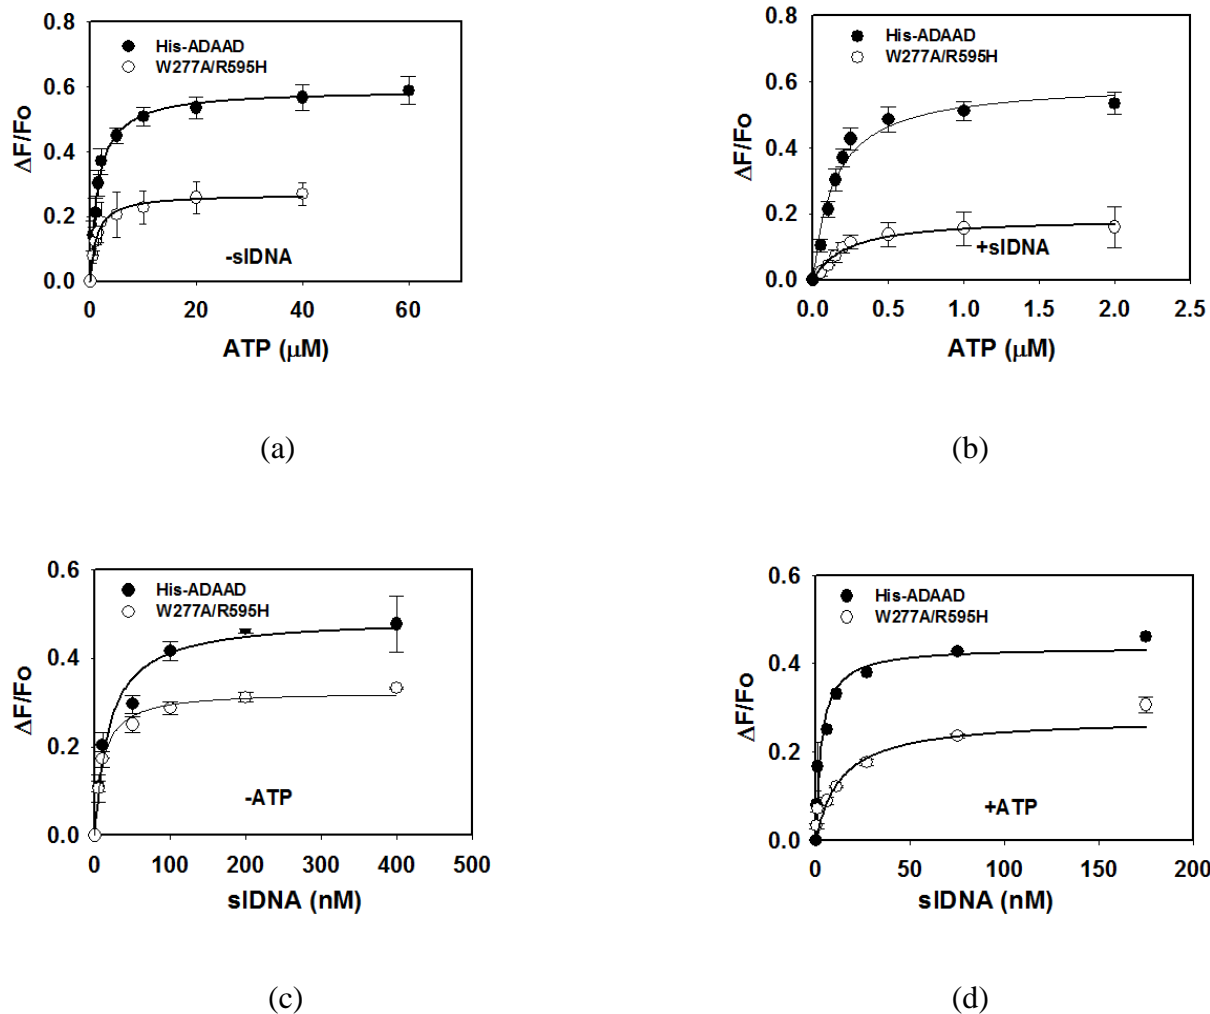 0.8
0.6
0.4
0.2
0.0
ΔF/Fo
His-ADAAD
W277A/R595H
-slDNA
0 20 40 60
ATP (μM)
(a)
0.8
0.6
0.4
0.2
0.0
ΔF/Fo
His-ADAAD
W277A/R595H
+slDNA
0.0 0.5 1.0 1.5 2.0 2.5
ATP (μM)
(b)
0.6
0.4
0.2
0.0
ΔF/Fo
His-ADAAD
W277A/R595H
-ATP
0 100 200 300 400 500
slDNA (nM)
(c)
0.6
0.4
0.2
0.0
ΔF/Fo
His-ADAAD
W277A/R595H
+ATP
0 50 100 150 200
slDNA (nM)
(d)